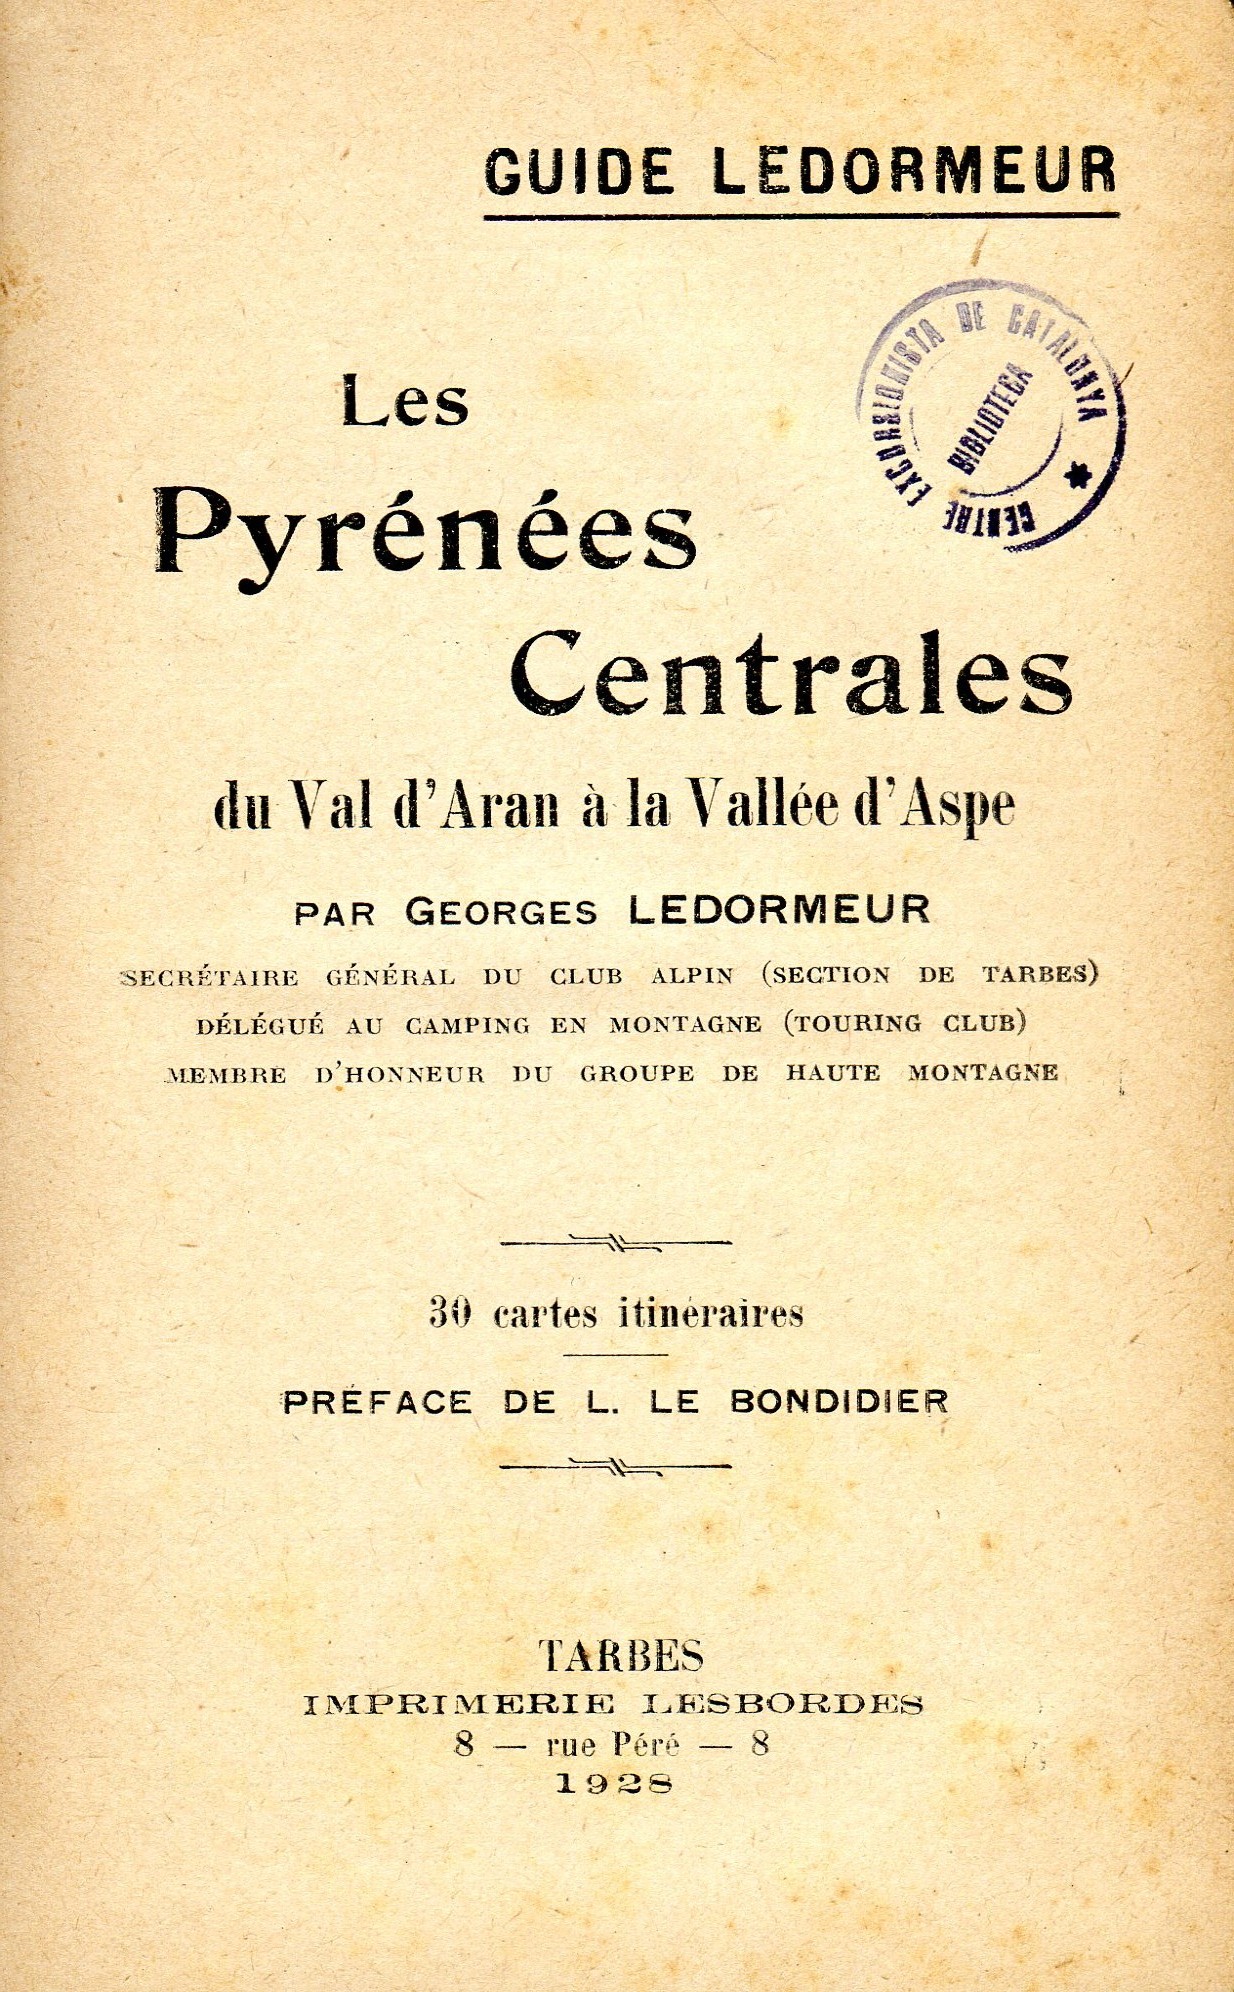 GUIDE LEDORMEUR
CENTRE EXCURSIONISTA DE CATALUNYA *
BIBLIOTECA
Les
Pyrénées
Centrales
du Val d'Aran à la Vallée d'Aspe
PAR GEORGES LEDORMEUR
SECRÉTAIRE GÉNÉRAL DU CLUB ALPIN (SECTION DE TARBES)
DÉLÉGUÉ AU CAMPING EN MONTAGNE (TOURING CLUB)
MEMBRE D'HONNEUR DU GROUPE DE HAUTE MONTAGNE
30 cartes itinéraires
PRÉFACE DE L. LE BONDIDIER
TARBES
IMPRIMERIE LESBORDES
8 — rue Péré — 8
1928